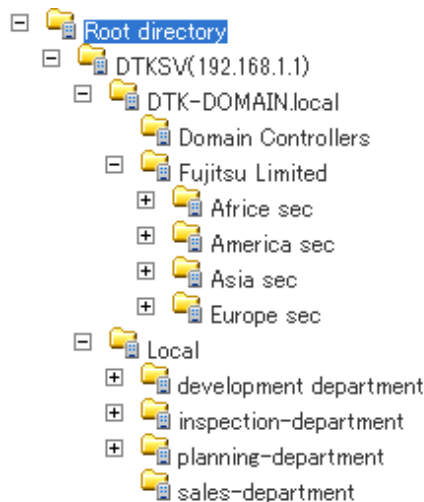 Root directory
DTKSV(192.168.1.1)
DTK-DOMAIN.local
Domain Controllers
Fujitsu Limited
Africe sec
America sec
Asia sec
Europe sec
Local
development department
inspection-department
planning-department
sales-department